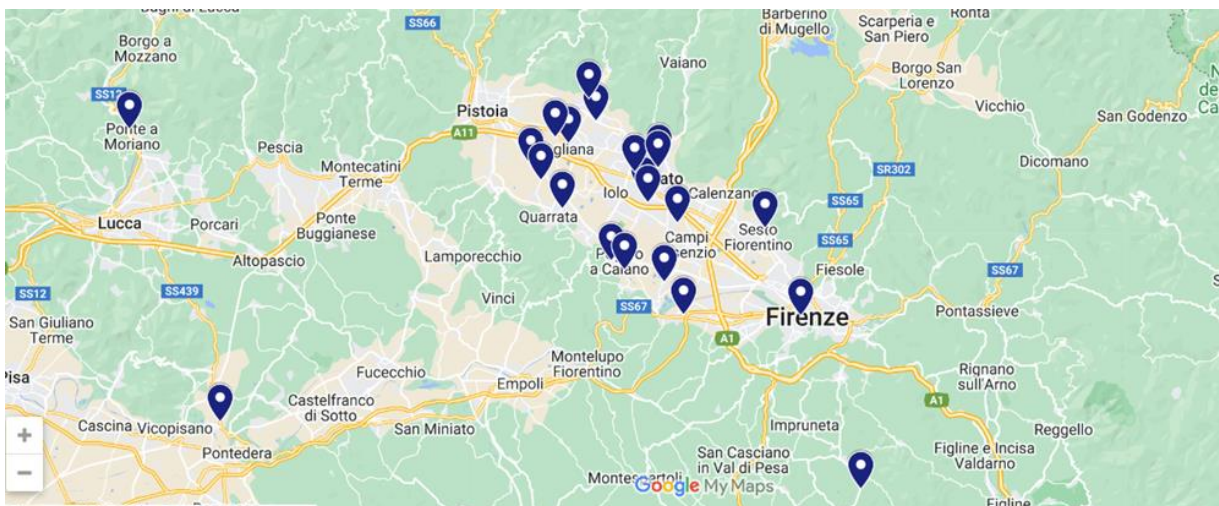 Borgo a
Mozzano
SS12
Ponte a
Moriano
Lucca
Porcari
Pescia
Montecatini
Terme
Ponte
Buggianese
Altopascio
SS439
SS12
San Giuliano
Terme
Cascina
Vicopisano
Pontedera
Castelfranco
di Sotto
Fucecchio
San Miniato
Empoli
Montelupo
Fiorentino
Vinci
Lamporecchio
SS66
Pistoia
A11
Quarrata
Iolo
Vaiano
Calenzano
Campi
a Caiano
Sesto
Fiorentino
SS67
Firenze
Fiesole
A1
SS65
SS65
SR302
Barberino
di Mugello
Scarperia e
San Piero
Ronta
Borgo San
Lorenzo
Vicchio
San Godenzo
Dicomano
SS67
Pontassieve
Rignano
sull'Arno
A1
Reggello
Figline e Incisa
Valdarno
Figline
Impruneta
San Casciano
in Val di Pesa
Google My Maps
+
−